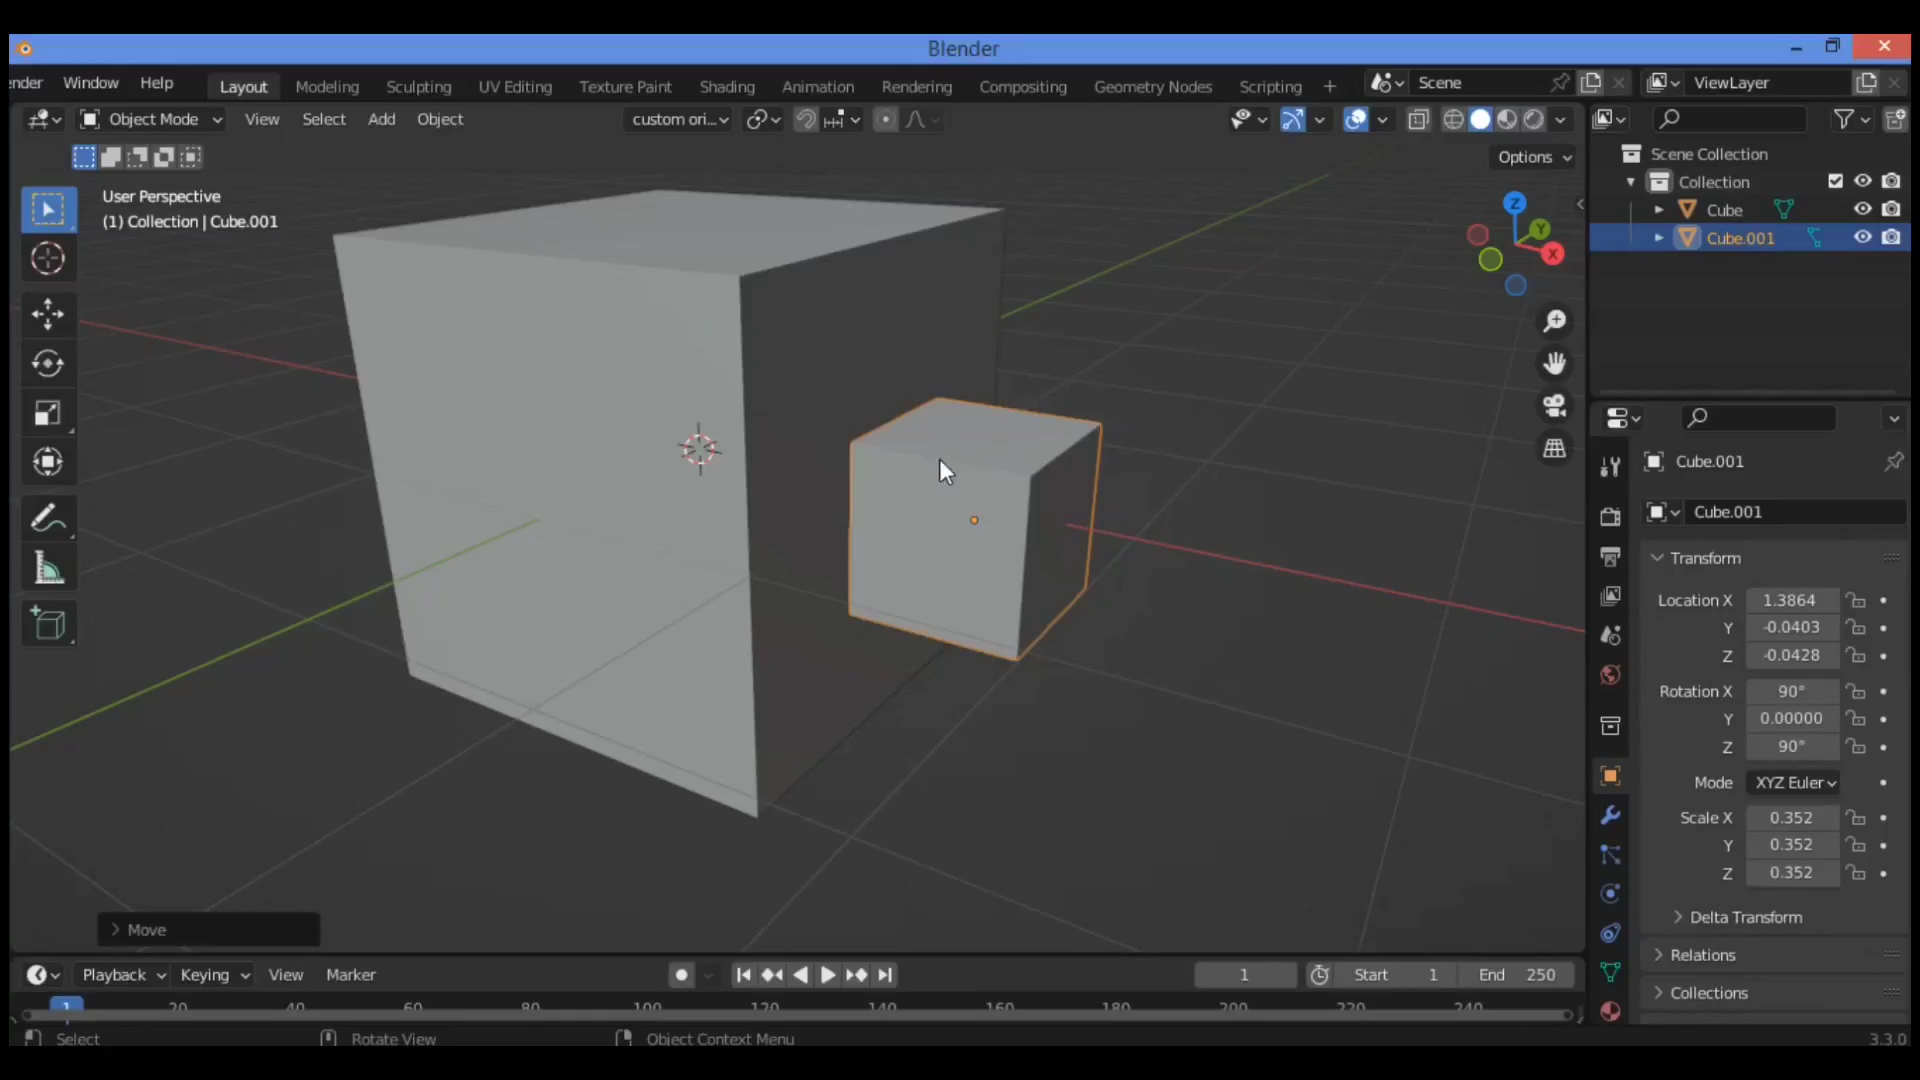 Blender
nder Window Help Layout Modeling Sculpting UV Editing Texture Paint Shading Animation Rendering Compositing Geometry Nodes Scripting + Scene ViewLayer
Object Mode View Select Add Object custom ori...
Options
User Perspective
(1) Collection | Cube.001
Z
Y
X
Scene Collection
Collection
Cube
Cube.001
Cube.001
Cube.001
Transform
Location X 1.3864
Y -0.0403
Z -0.0428
Rotation X 90°
Y 0.00000
Z 90°
Mode XYZ Euler
Scale X 0.352
Y 0.352
Z 0.352
Delta Transform
Relations
Collections
Move
Playback Keying View Marker 1 Start 1 End 250
1 20 40 60 80 100 120 140 160 180 200 220 240
Select Rotate View Object Context Menu 3.3.0